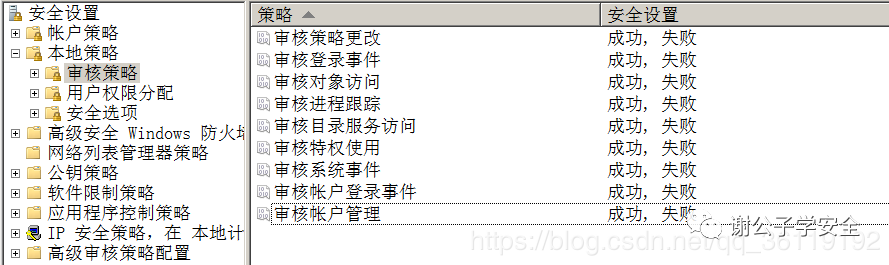 安全设置
帐户策略
本地策略
审核策略
用户权限分配
安全选项
高级安全 Windows 防火墙
网络列表管理器策略
公钥策略
软件限制策略
应用程序控制策略
IP 安全策略，在 本地计
高级审核策略配置
策略 安全设置
审核策略更改 成功, 失败
审核登录事件 成功, 失败
审核对象访问 成功, 失败
审核进程跟踪 成功, 失败
审核目录服务访问 成功, 失败
审核特权使用 成功, 失败
审核系统事件 成功, 失败
审核帐户登录事件 成功, 失败
审核帐户管理 成功, 失败
谢公子学安全
https://blog.csdn.net/qq_36119192